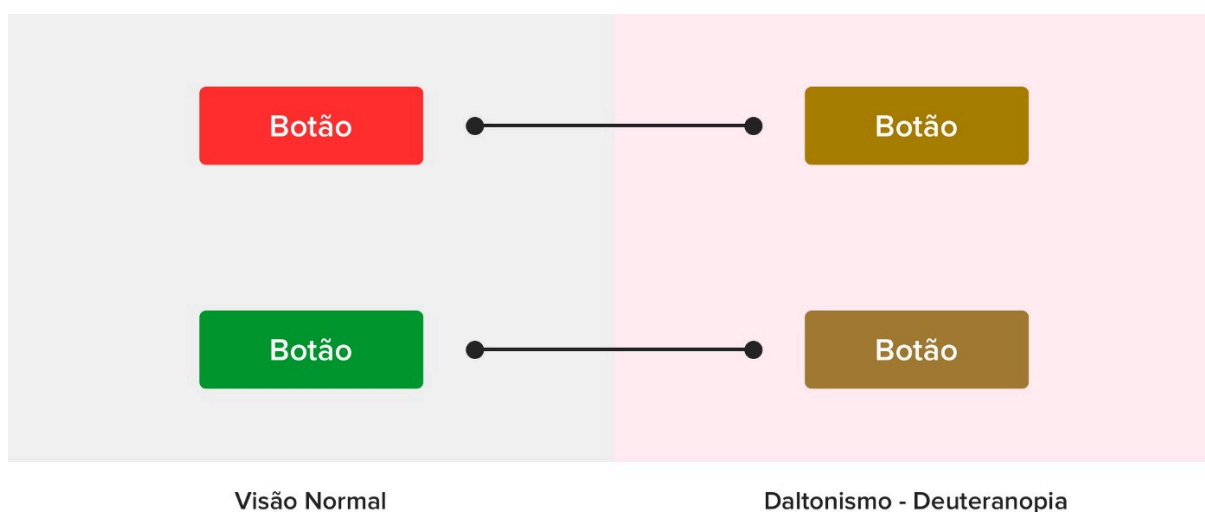 Botão
Botão
Botão
Botão
Visão Normal
Daltonismo - Deuteranopia